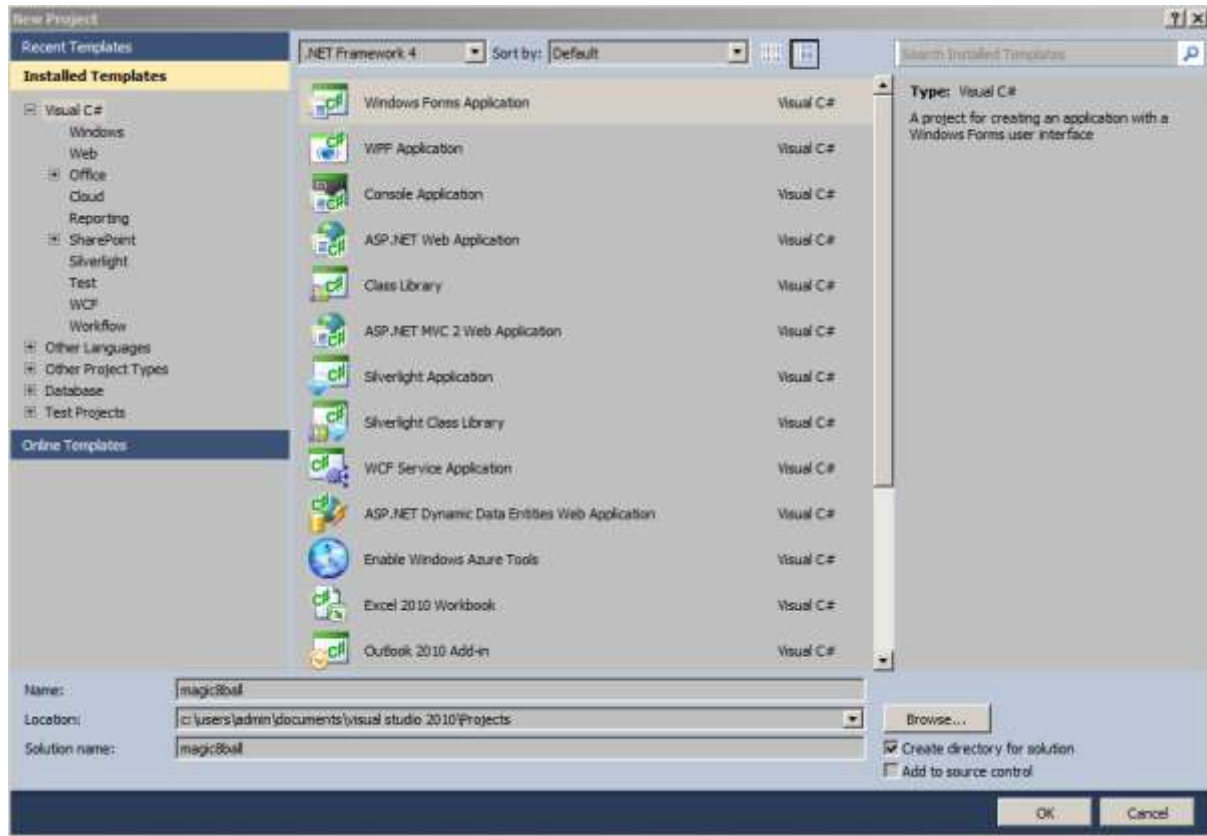 New Project
Recent Templates
Installed Templates
Visual C#
Windows
Web
Office
Cloud
Reporting
SharePoint
Silverlight
Test
WCF
Workflow
Other Languages
Other Project Types
Database
Test Projects
Online Templates
.NET Framework 4 Sort by: Default
Windows Forms Application Visual C#
WPF Application Visual C#
Console Application Visual C#
ASP.NET Web Application Visual C#
Class Library Visual C#
ASP.NET MVC 2 Web Application Visual C#
Silverlight Application Visual C#
Silverlight Class Library Visual C#
WCF Service Application Visual C#
ASP.NET Dynamic Data Entities Web Application Visual C#
Enable Windows Azure Tools Visual C#
Excel 2010 Workbook Visual C#
Outlook 2010 Add-in Visual C#
Search Installed Templates
Type: Visual C#
A project for creating an application with a
Windows Forms user interface
Name: magic8ball
Location: c:\users\admin\documents\visual studio 2010\Projects
Solution name: magic8ball
Browse...
Create directory for solution
Add to source control
OK Cancel